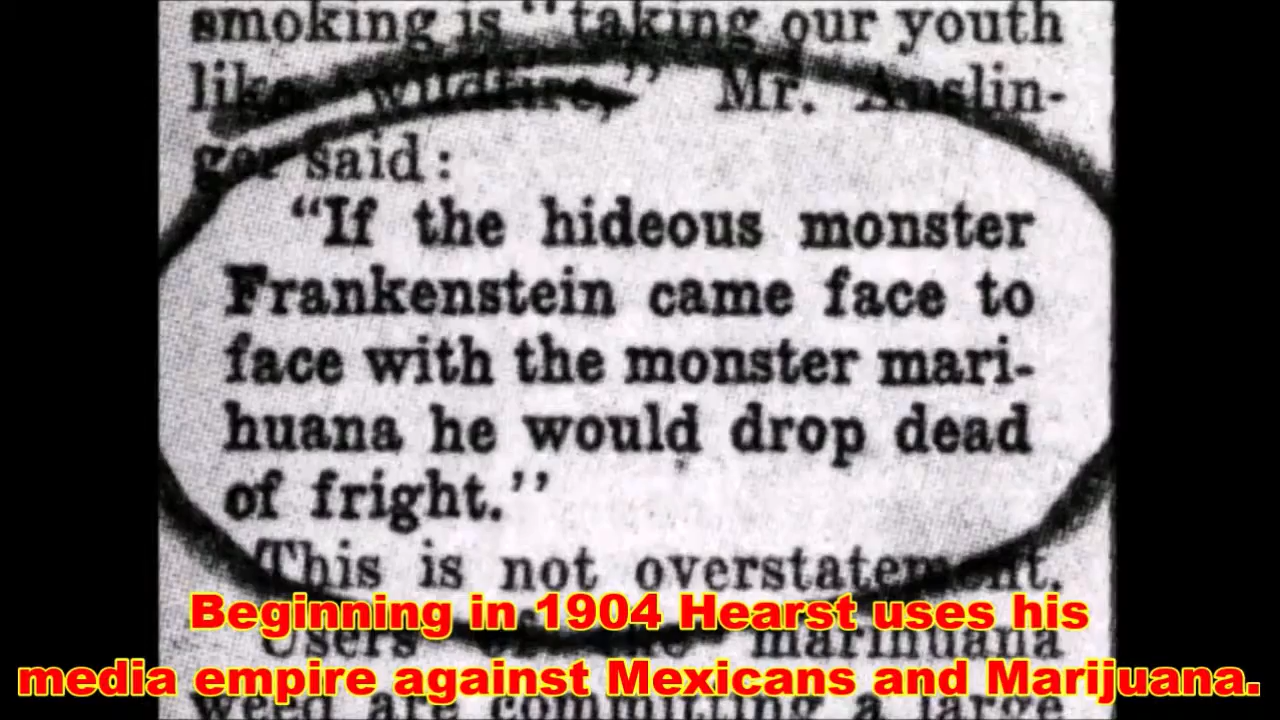 smoking is "taking our youth
like wildfire," Mr. Anslin-
ger said:
"If the hideous monster
Frankenstein came face to
face with the monster mari-
huana he would drop dead
of fright."
This is not overstatement.
Beginning in 1904 Hearst uses his
Users marihuana
media empire against Mexicans and Marijuana.
weed are committing a large